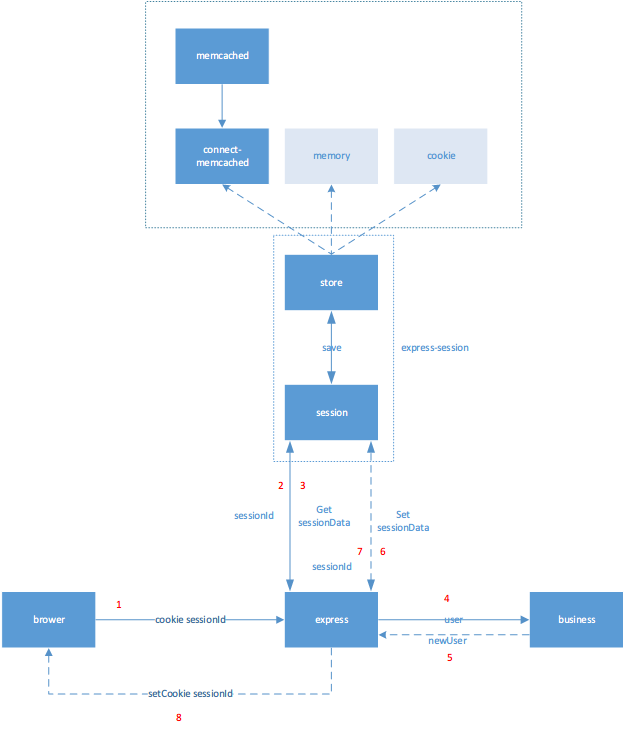 memcached
connect-
memcached
memory
cookie
store
save
express-session
session
2
3
sessionId
Get
sessionData
Set
sessionData
7
6
sessionId
1
4
brower
cookie sessionId
express
user
business
newUser
5
setCookie sessionId
8